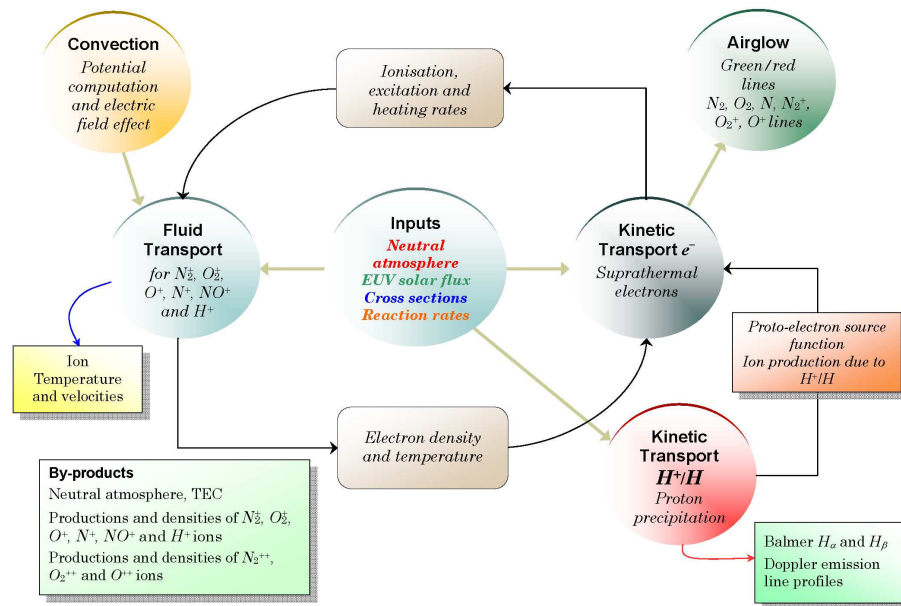 Convection
Potential
computation
and electric
field effect
Ionisation,
excitation and
heating rates
Airglow
Green/red
lines
N₂, O₂, N, N₂⁺,
O₂⁺, O⁺ lines
Fluid
Transport
for N₂⁺, O₂⁺,
O⁺, N⁺, NO⁺
and H⁺
Inputs
Neutral
atmosphere
EUV solar flux
Cross sections
Reaction rates
Kinetic
Transport e⁻
Suprathermal
electrons
Ion
Temperature
and velocities
Proto-electron source
function
Ion production due to
H⁺/H
Electron density
and temperature
Kinetic
Transport
H⁺/H
Proton
precipitation
By-products
Neutral atmosphere, TEC
Productions and densities of N₂⁺, O₂⁺,
O⁺, N⁺, NO⁺ and H⁺ ions
Productions and densities of N₂⁺⁺,
O₂⁺⁺ and O⁺⁺ ions
Balmer Hα and Hβ
Doppler emission
line profiles